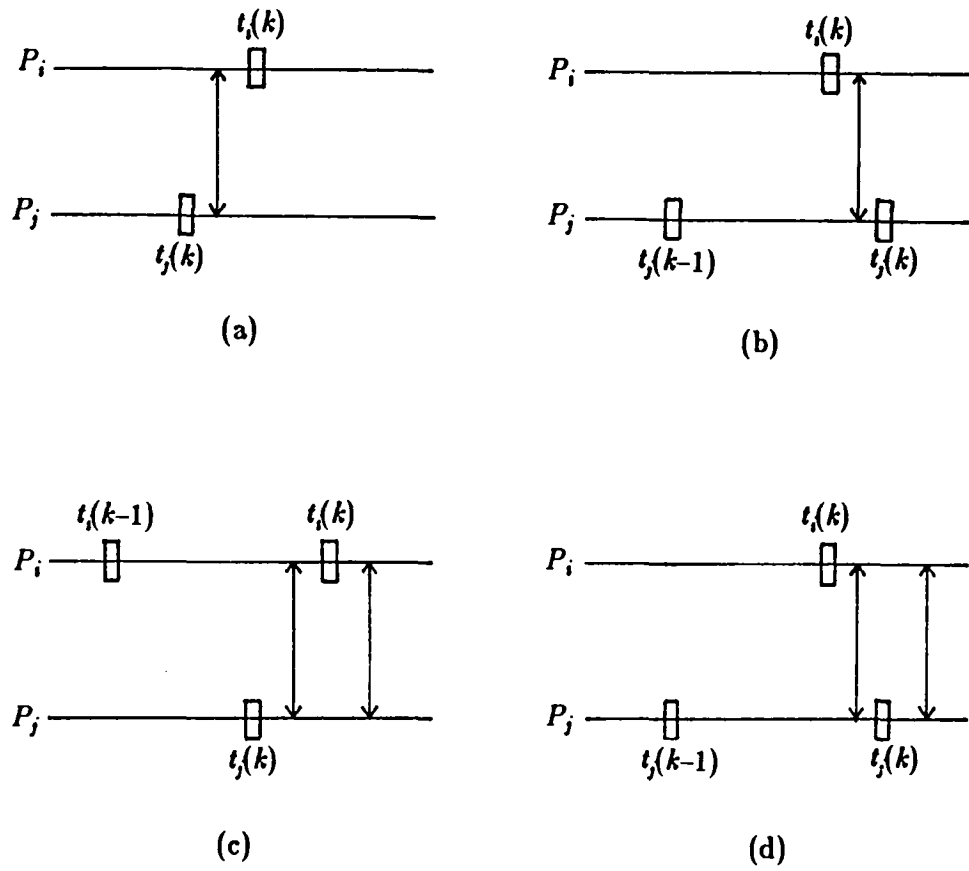 t_i(k)
P_i
P_j
t_j(k)
(a)
t_i(k)
P_i
P_j
t_j(k–1)
t_j(k)
(b)
t_i(k–1)
t_i(k)
P_i
P_j
t_j(k)
(c)
t_i(k)
P_i
P_j
t_j(k–1)
t_j(k)
(d)